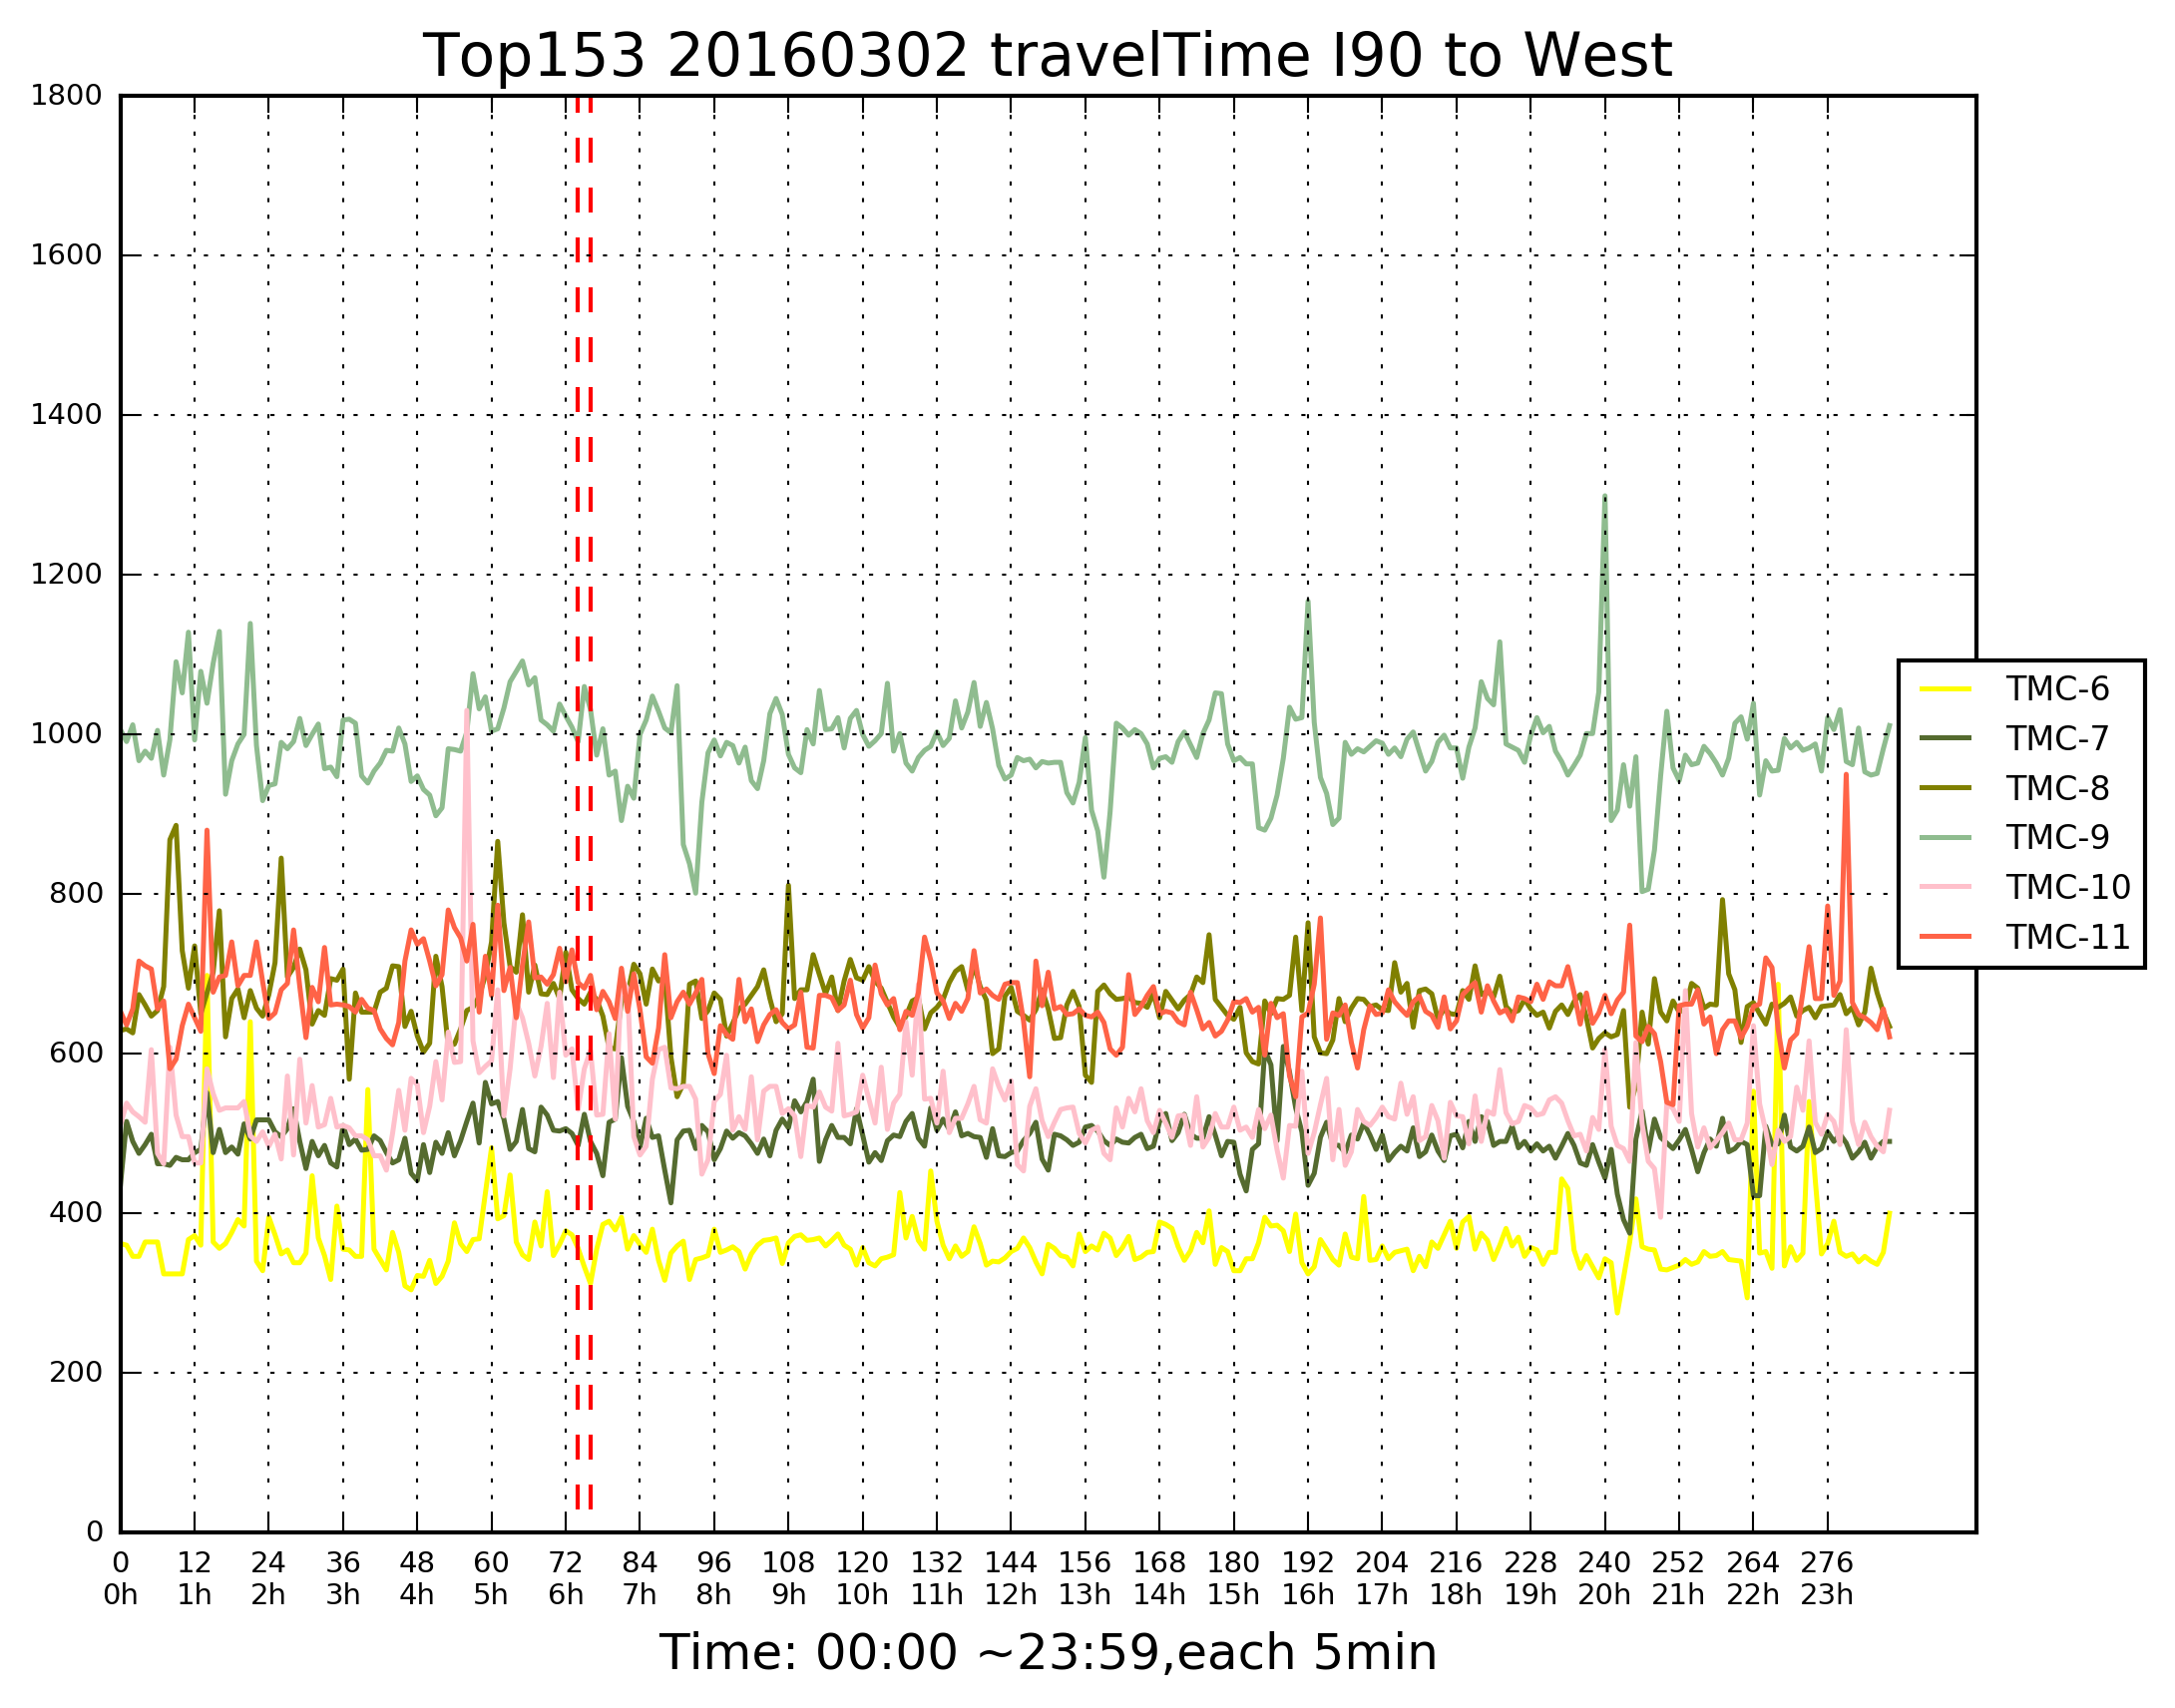 Top153 20160302 travelTime I90 to West
1800
1600
1400
1200
1000
800
600
400
200
0
0 12 24 36 48 60 72 84 96 108 120 132 144 156 168 180 192 204 216 228 240 252 264 276
0h 1h 2h 3h 4h 5h 6h 7h 8h 9h 10h 11h 12h 13h 14h 15h 16h 17h 18h 19h 20h 21h 22h 23h
Time: 00:00 ~23:59,each 5min
TMC-6
TMC-7
TMC-8
TMC-9
TMC-10
TMC-11